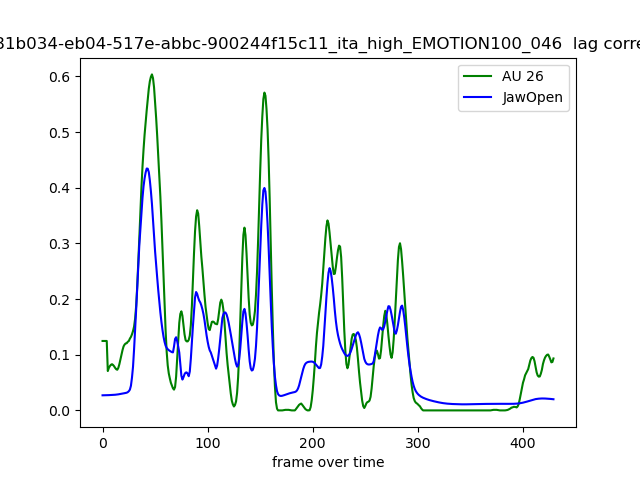 31b034-eb04-517e-abbc-900244f15c11_ita_high_EMOTION100_046 lag corre
AU 26
JawOpen
0.6
0.5
0.4
0.3
0.2
0.1
0.0
0 100 200 300 400
frame over time